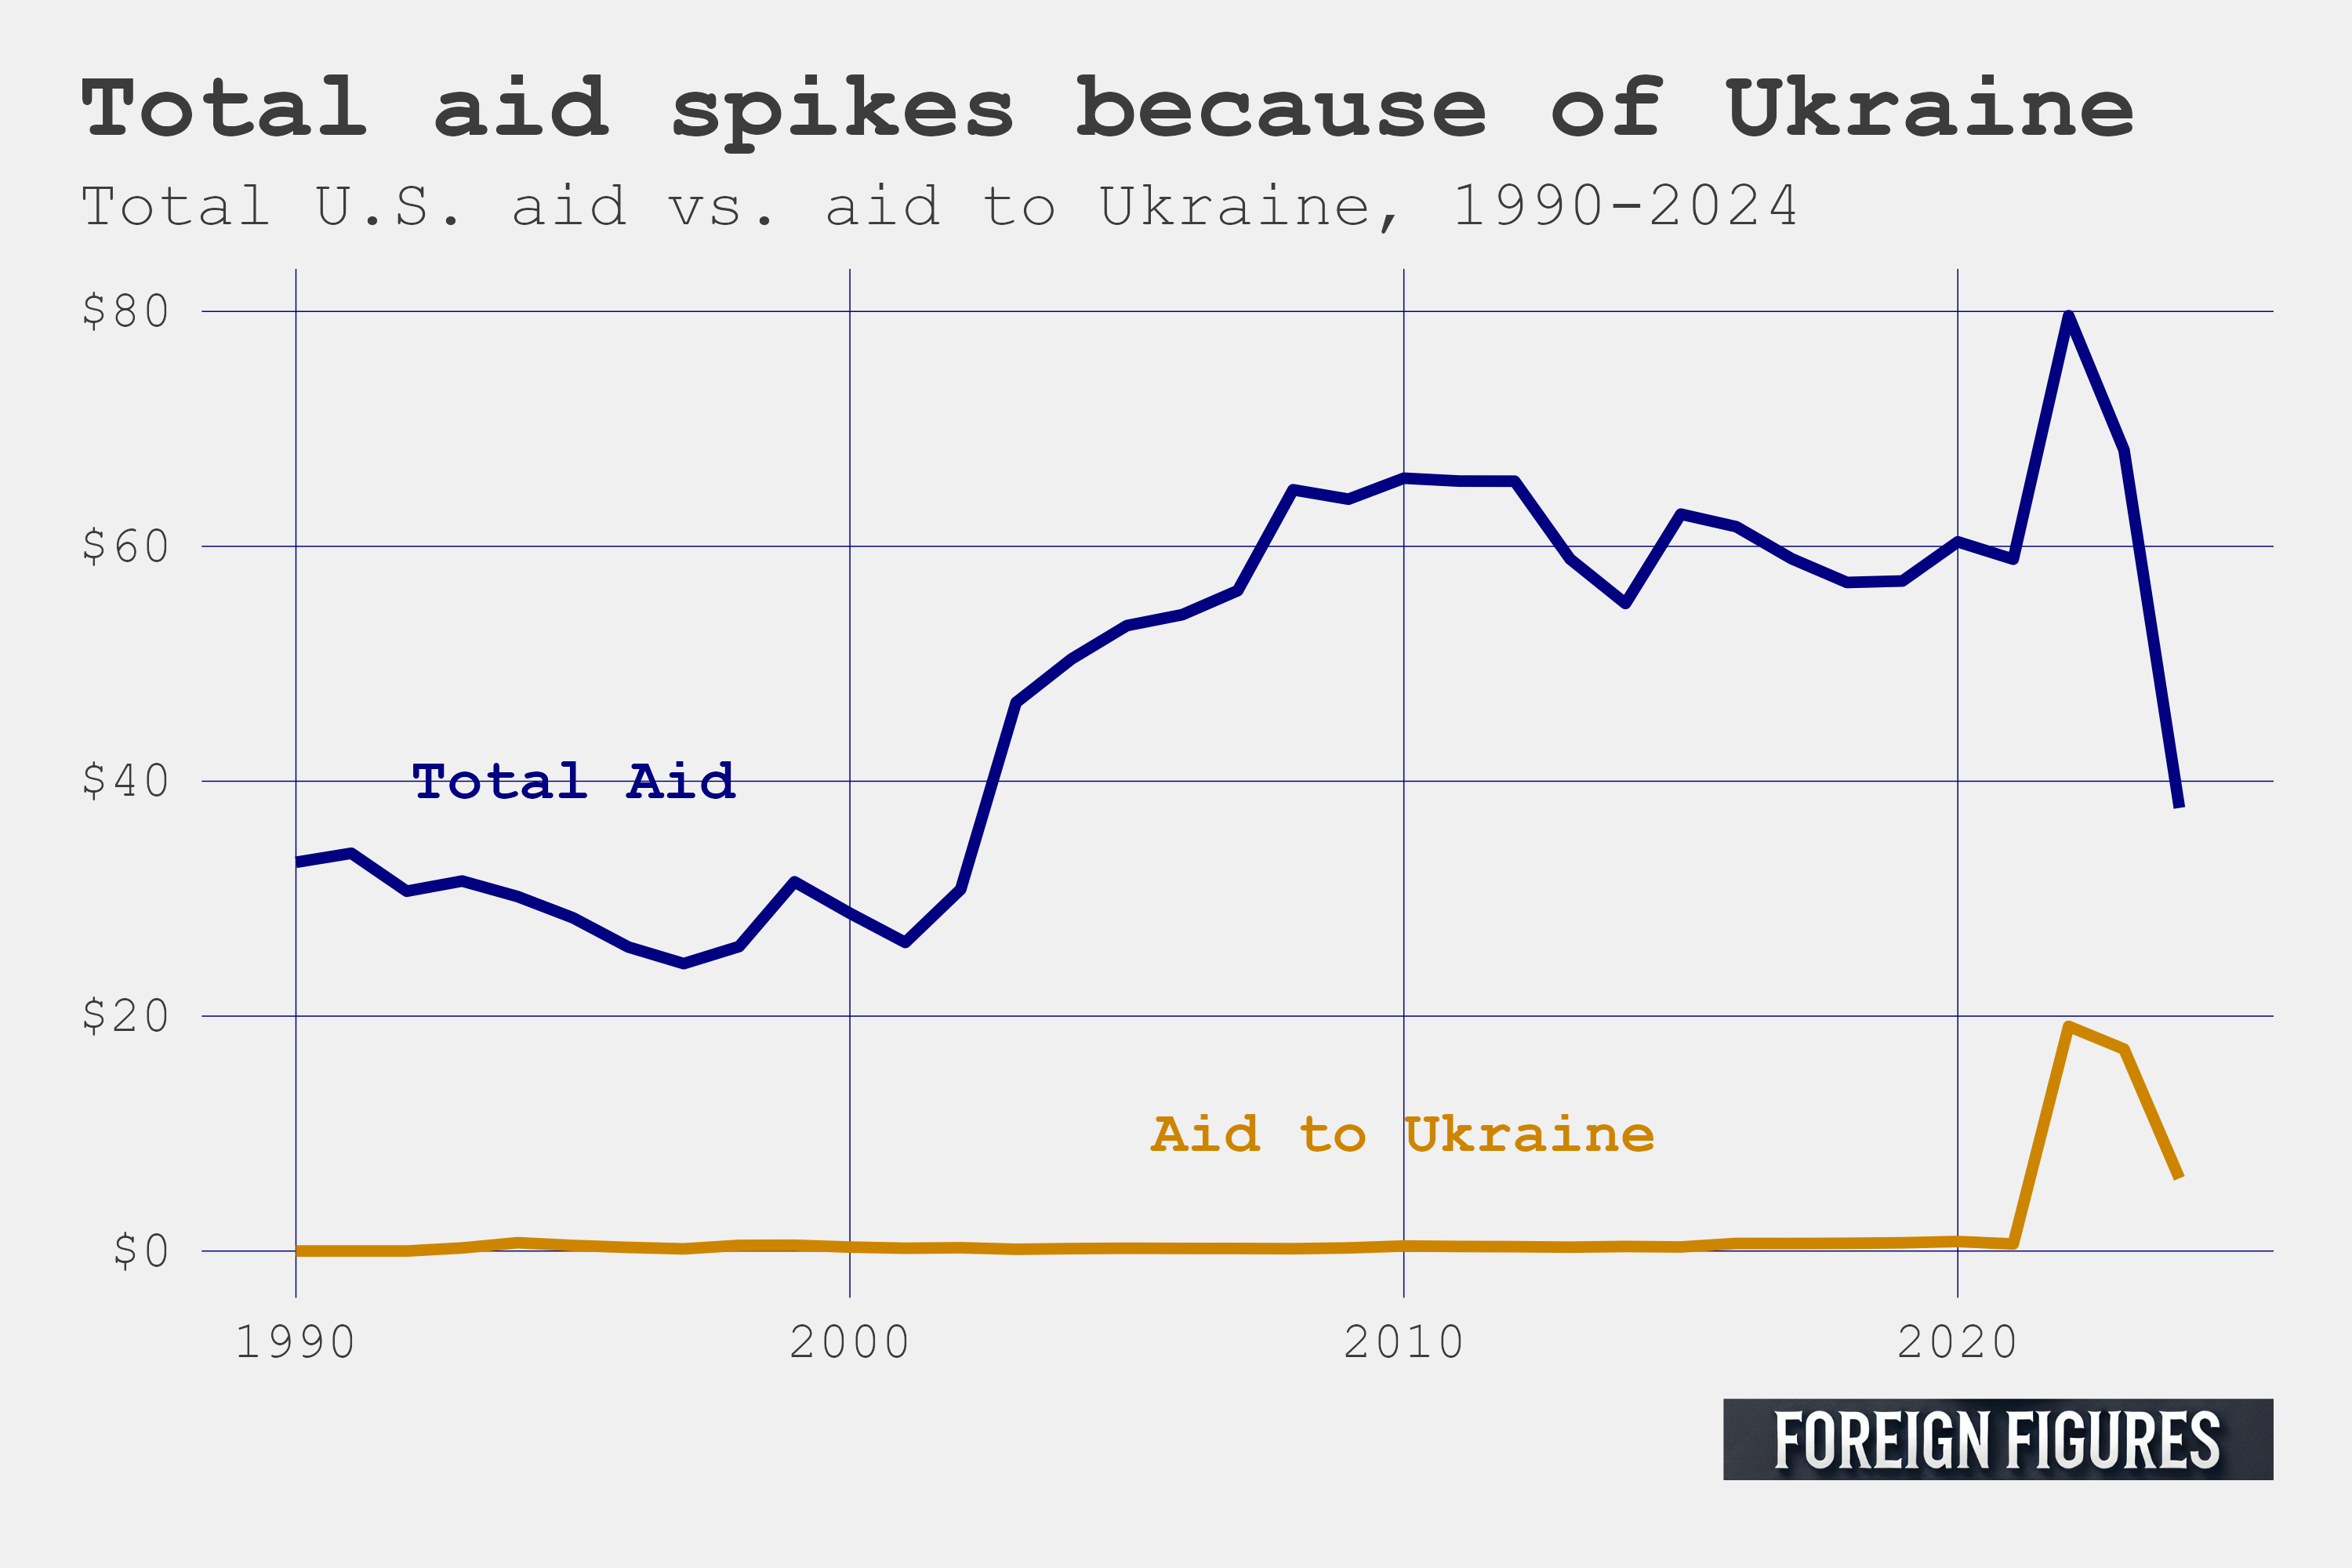 Total aid spikes because of Ukraine
Total U.S. aid vs. aid to Ukraine, 1990-2024
$80
$60
$40
Total Aid
$20
Aid to Ukraine
$0
1990 2000 2010 2020
FOREIGN FIGURES